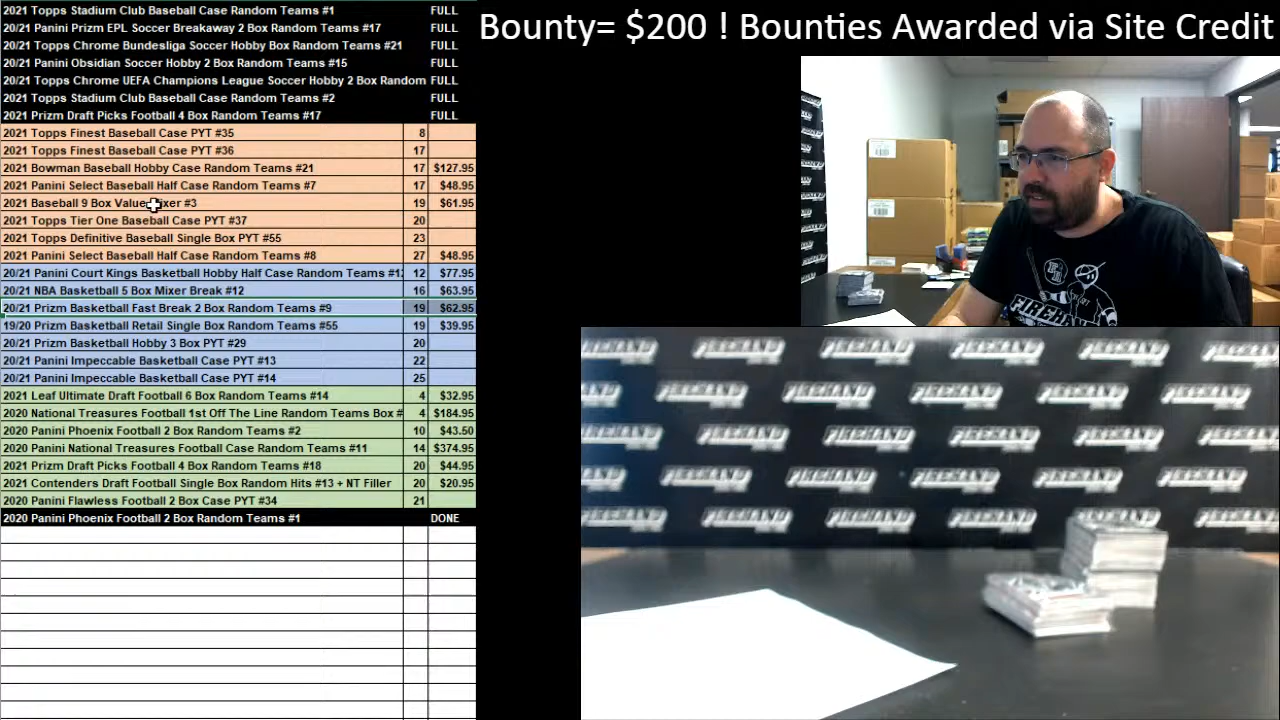 Bounty= $200 ! Bounties Awarded via Site Credit
2021 Topps Stadium Club Baseball Case Random Teams #1 FULL
20/21 Panini Prizm EPL Soccer Breakaway 2 Box Random Teams #17 FULL
20/21 Topps Chrome Bundesliga Soccer Hobby Box Random Teams #21 FULL
20/21 Panini Obsidian Soccer Hobby 2 Box Random Teams #15 FULL
20/21 Topps Chrome UEFA Champions League Soccer Hobby 2 Box Random FULL
2021 Topps Stadium Club Baseball Case Random Teams #2 FULL
2021 Prizm Draft Picks Football 4 Box Random Teams #17 FULL
2021 Topps Finest Baseball Case PYT #35 8
2021 Topps Finest Baseball Case PYT #36 17
2021 Bowman Baseball Hobby Case Random Teams #21 17 $127.95
2021 Panini Select Baseball Half Case Random Teams #7 17 $48.95
2021 Baseball 9 Box Value Mixer #3 19 $61.95
2021 Topps Tier One Baseball Case PYT #37 20
2021 Topps Definitive Baseball Single Box PYT #55 23
2021 Panini Select Baseball Half Case Random Teams #8 27 $48.95
20/21 Panini Court Kings Basketball Hobby Half Case Random Teams 12 $77.95
20/21 NBA Basketball 5 Box Mixer Break #12 16 $63.95
20/21 Prizm Basketball Fast Break 2 Box Random Teams #9 19 $62.95
19/20 Prizm Basketball Retail Single Box Random Teams #55 19 $39.95
20/21 Prizm Basketball Hobby 3 Box PYT #29 20
20/21 Panini Impeccable Basketball Case PYT #13 22
20/21 Panini Impeccable Basketball Case PYT #14 25
2021 Leaf Ultimate Draft Football 6 Box Random Teams #14 4 $32.95
2020 National Treasures Football 1st Off The Line Random Teams Box # 4 $184.95
2020 Panini Phoenix Football 2 Box Random Teams #2 10 $43.50
2020 Panini National Treasures Football Case Random Teams #11 14 $374.95
2021 Prizm Draft Picks Football 4 Box Random Teams #18 20 $44.95
2021 Contenders Draft Football Single Box Random Hits #13 + NT Filler 20 $20.95
2020 Panini Flawless Football 2 Box Case PYT #34 21
2020 Panini Phoenix Football 2 Box Random Teams #1 DONE
FIREHAND